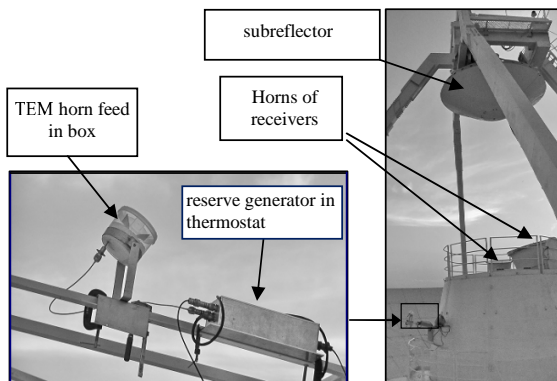 subreflector
TEM horn feed
in box
Horns of
receivers
reserve generator in
thermostat